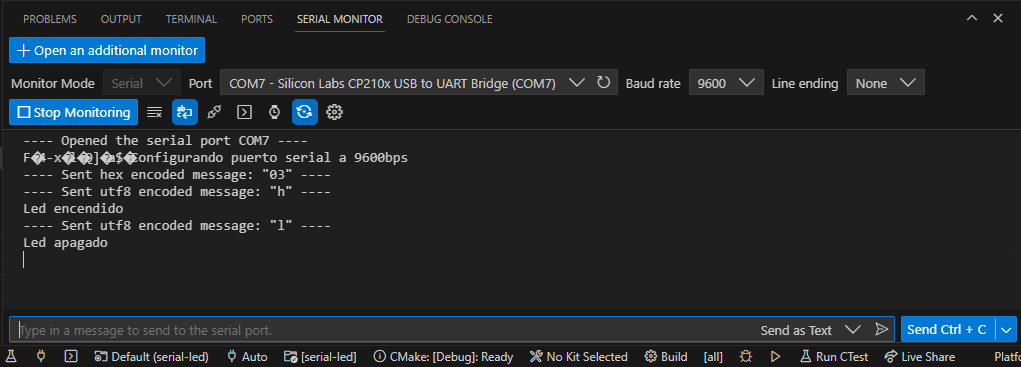 PROBLEMS OUTPUT TERMINAL PORTS SERIAL MONITOR DEBUG CONSOLE
Open an additional monitor
Monitor Mode Serial Port COM7 - Silicon Labs CP210x USB to UART Bridge (COM7) Baud rate 9600 Line ending None
Stop Monitoring
---- Opened the serial port COM7 ----
Configurando puerto serial a 9600bps
---- Sent hex encoded message: "03" ----
---- Sent utf8 encoded message: "h" ----
Led encendido
---- Sent utf8 encoded message: "l" ----
Led apagado
Type in a message to send to the serial port. Send as Text Send Ctrl + C
Default (serial-led) Auto [serial-led] CMake: [Debug]: Ready No Kit Selected Build [all] Run CTest Live Share Platfo